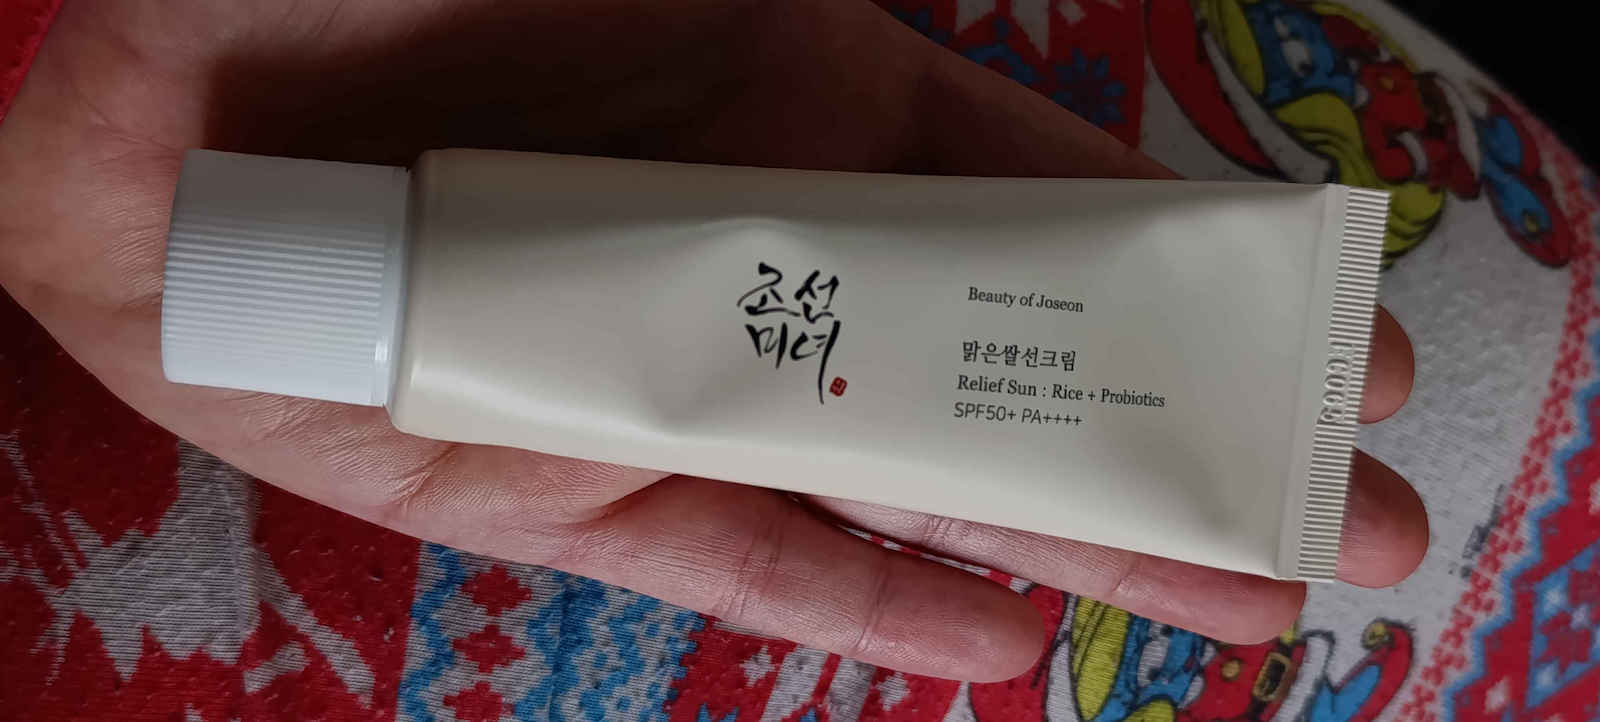 조선
미녀
Beauty of Joseon
맑은쌀선크림
Relief Sun : Rice + Probiotics
SPF50+ PA++++